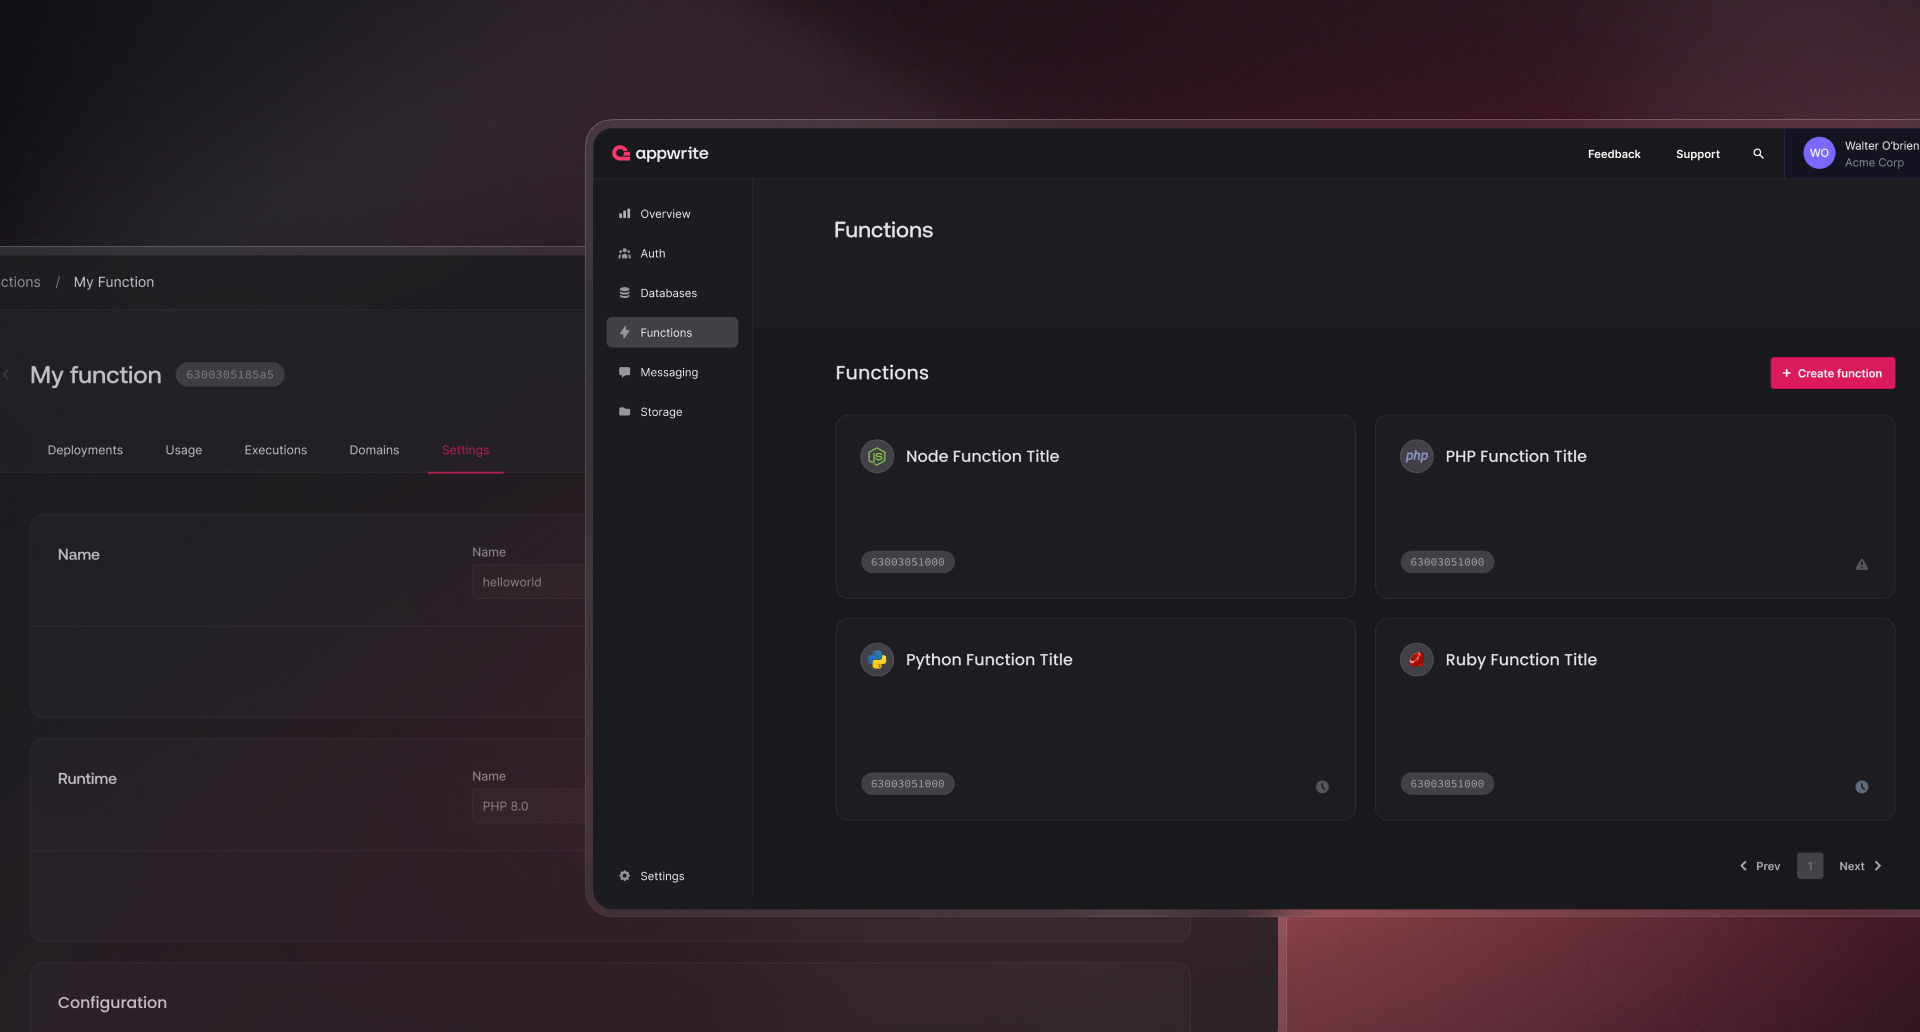 appwrite
Feedback
Support
WO
Walter O'brien
Acme Corp
Overview
Auth
Databases
Functions
Messaging
Storage
Settings
Functions
Functions
+ Create function
JS
Node Function Title
63003051000
php
PHP Function Title
63003051000
Python Function Title
63003051000
Ruby Function Title
63003051000
Prev
1
Next
ctions / My Function
My function
6300305185a5
Deployments
Usage
Executions
Domains
Settings
Name
Name
helloworld
Runtime
Name
PHP 8.0
Configuration